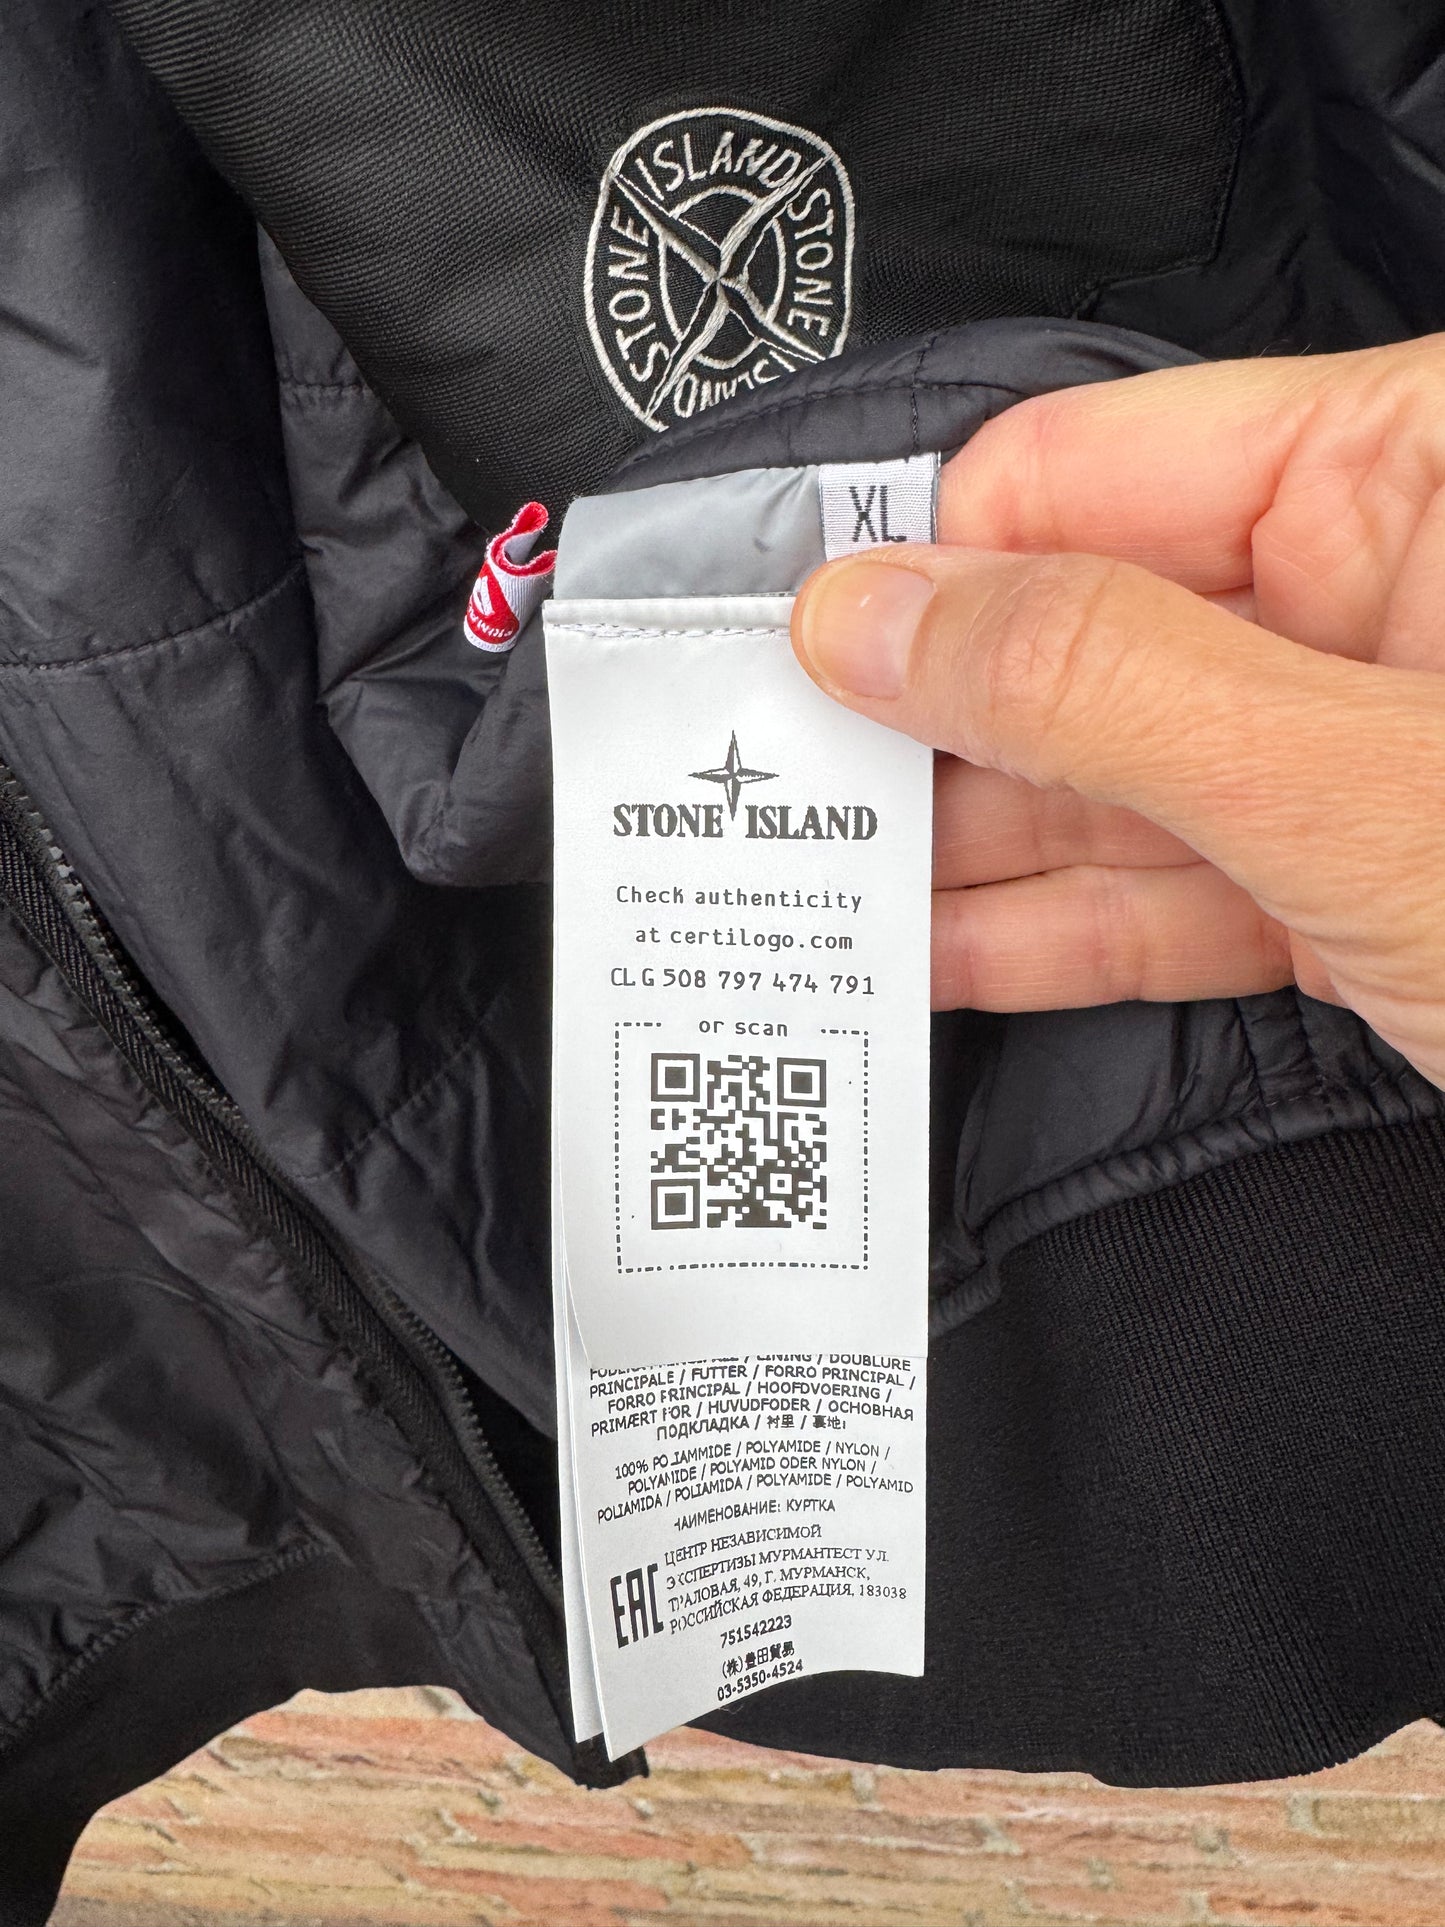 STONE ISLAND STONE ISLAND
XL
PRIMALOFT
STONE ISLAND
Check authenticity
at certilogo.com
CLG 508 797 474 791
or scan
LINING / DOUBLURE
PRINCIPALE / FUTTER / FORRO PRINCIPAL /
FORRO PRINCIPAL / HOOFDVOERING /
PRIMÆRT FOR / HUVUDFODER / ОСНОВНАЯ
ПОДКЛАДКА / 衬里 / 裏地:
100% POLIAMMIDE / POLYAMIDE / NYLON /
POLYAMIDE / POLYAMID ODER NYLON /
POLIAMIDA / POLIAMIDA / POLYAMIDE / POLYAMID
НАИМЕНОВАНИЕ: КУРТКА
EAC
ЦЕНТР НЕЗАВИСИМОЙ
ЭКСПЕРТИЗЫ МУРМАНТЕСТ УЛ.
ТРАЛОВАЯ, 49, Г. МУРМАНСК,
РОССИЙСКАЯ ФЕДЕРАЦИЯ, 183038
751542223
(株)豊田貿易
03-5350-4524